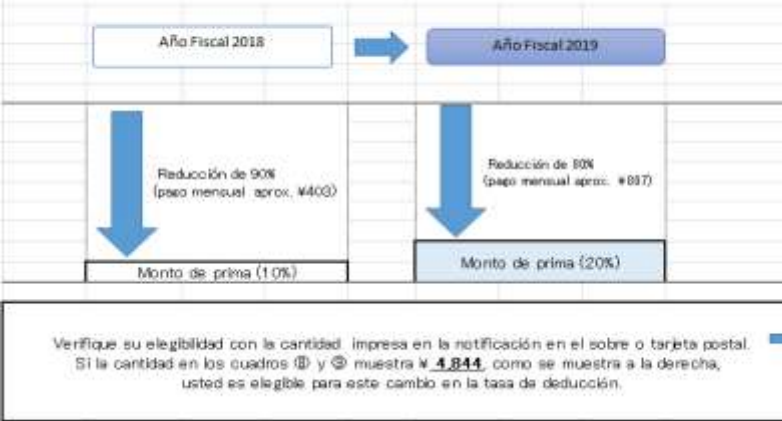 Año Fiscal 2018
Año Fiscal 2019
Reducción de 90%
(pago mensual aprox. ¥403)
Reducción de 80%
(pago mensual aprox. ¥807)
Monto de prima (10%)
Monto de prima (20%)
Verifique su elegibilidad con la cantidad impresa en la notificación en el sobre o tarjeta postal.
Si la cantidad en los cuadros y muestra ¥ 4,844, como se muestra a la derecha,
usted es elegible para este cambio en la tasa de deducción.